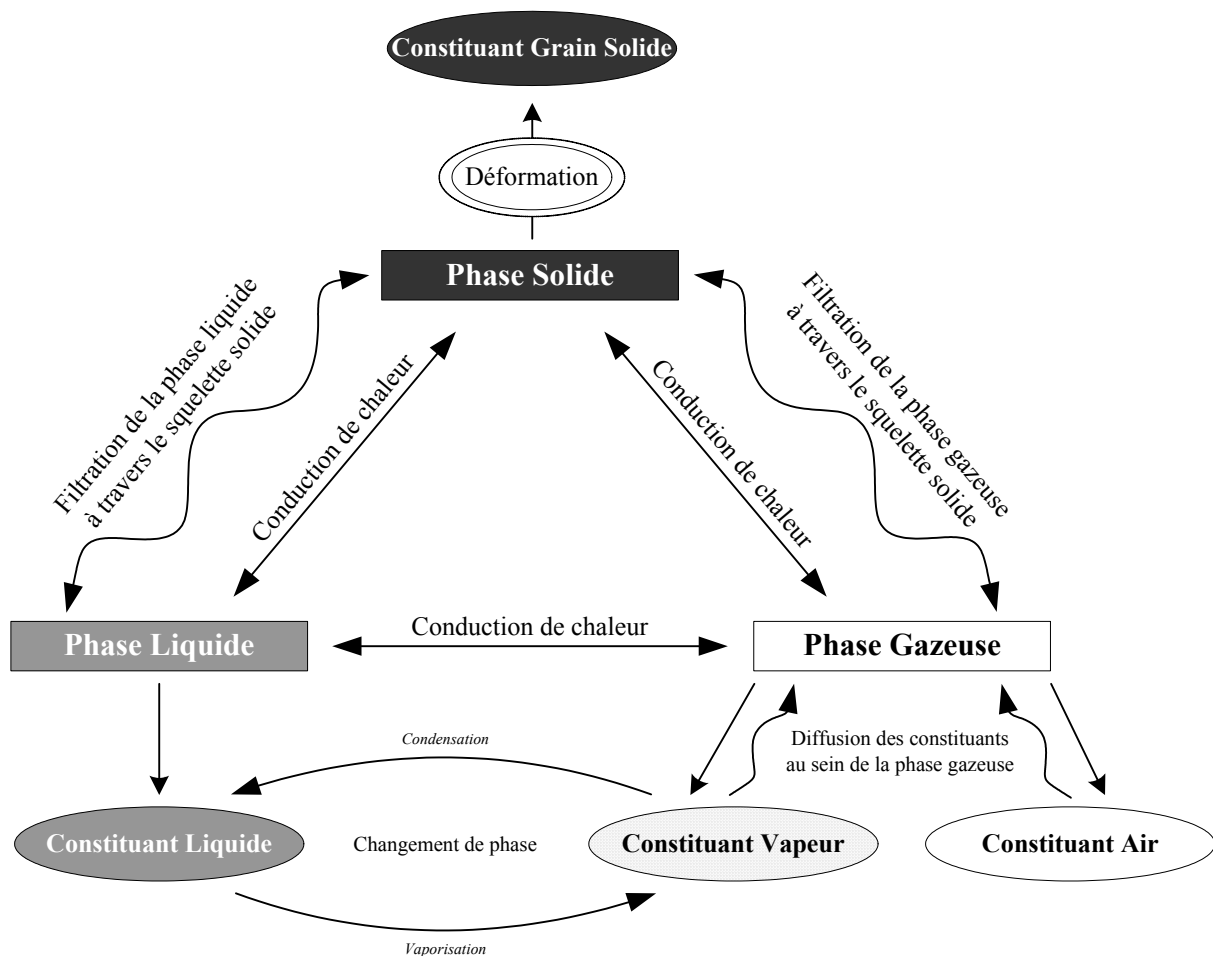 Constituant Grain Solide
Déformation
Phase Solide
Filtration de la phase liquide
à travers le squelette solide
Conduction de chaleur
Conduction de chaleur
Filtration de la phase gazeuse
à travers le squelette solide
Phase Liquide
Conduction de chaleur
Phase Gazeuse
Condensation
Diffusion des constituants
au sein de la phase gazeuse
Constituant Liquide
Changement de phase
Constituant Vapeur
Constituant Air
Vaporisation